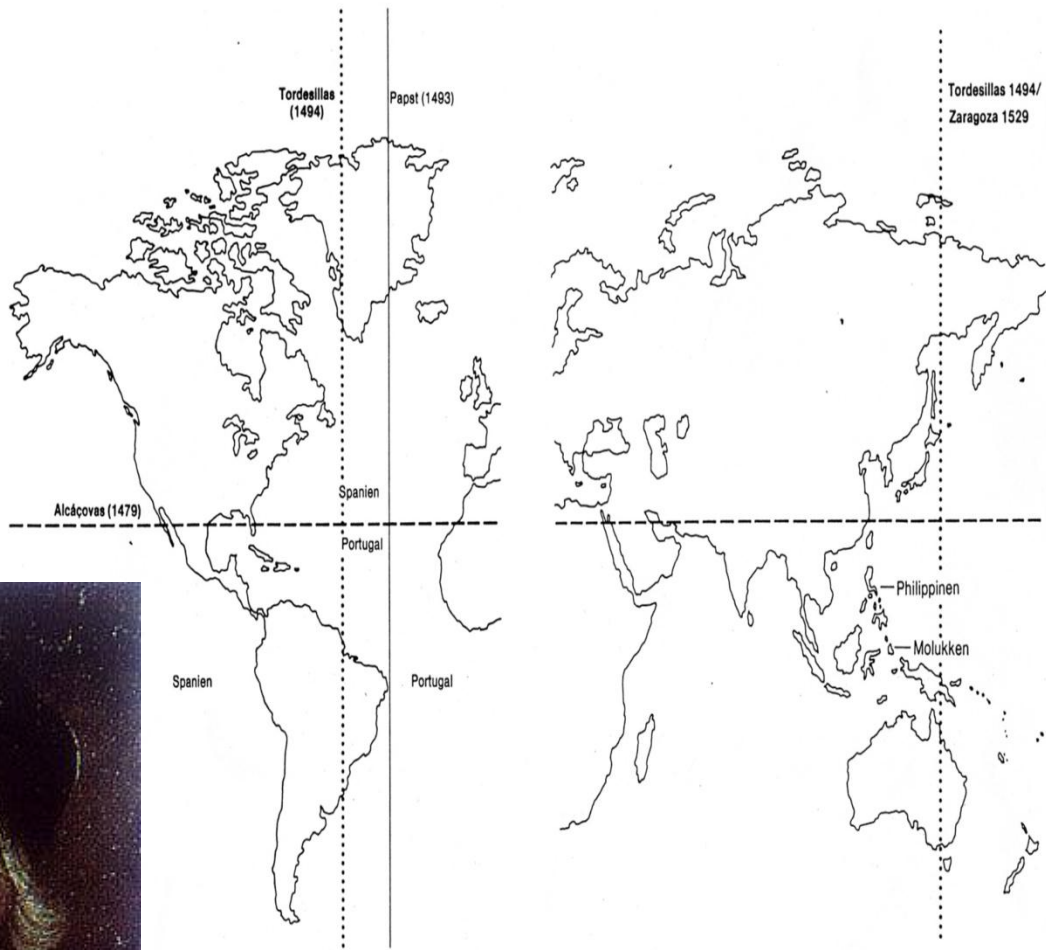 Tordesillas
(1494)
Papst (1493)
Tordesillas 1494/
Zaragoza 1529
Alcáçovas (1479)
Spanien
Portugal
Philippinen
Molukken
Spanien
Portugal